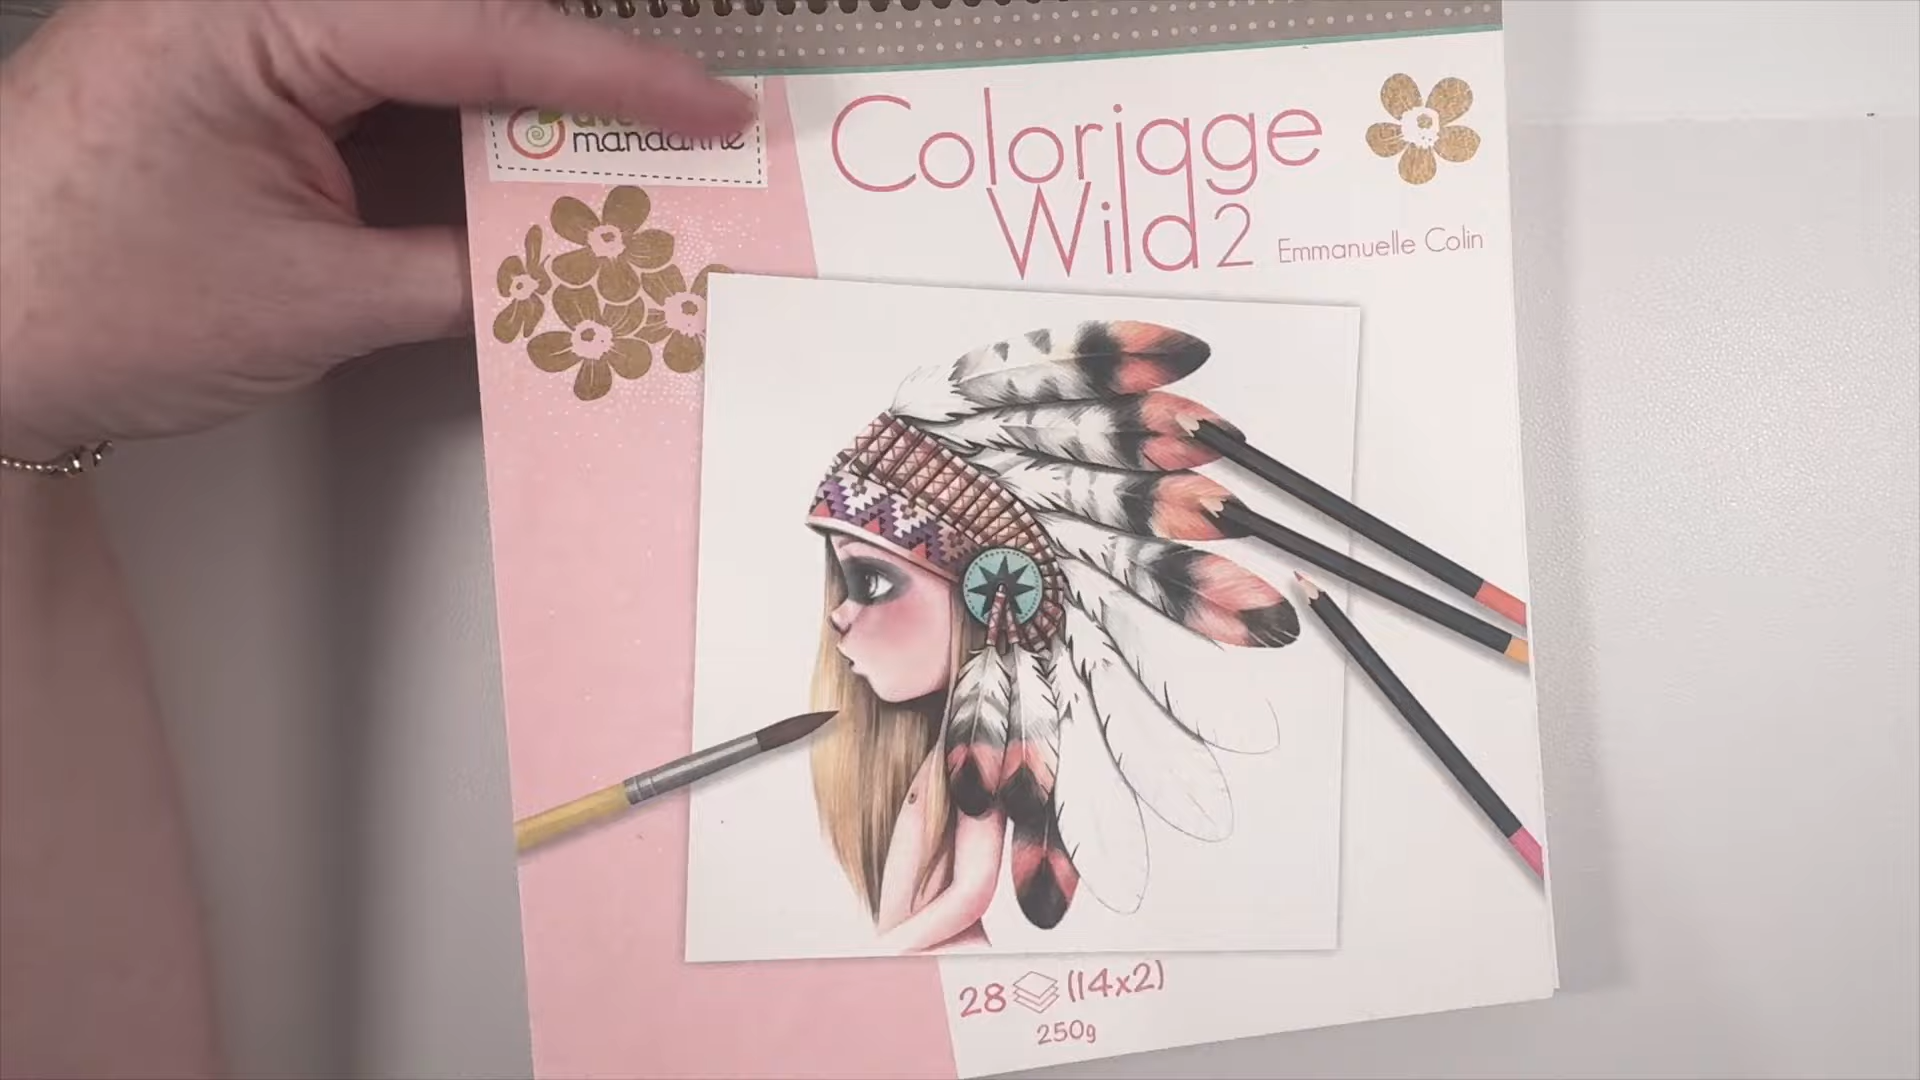 mandarine
Coloriage
Wild 2
Emmanuelle Colin
28 (14x2)
250g